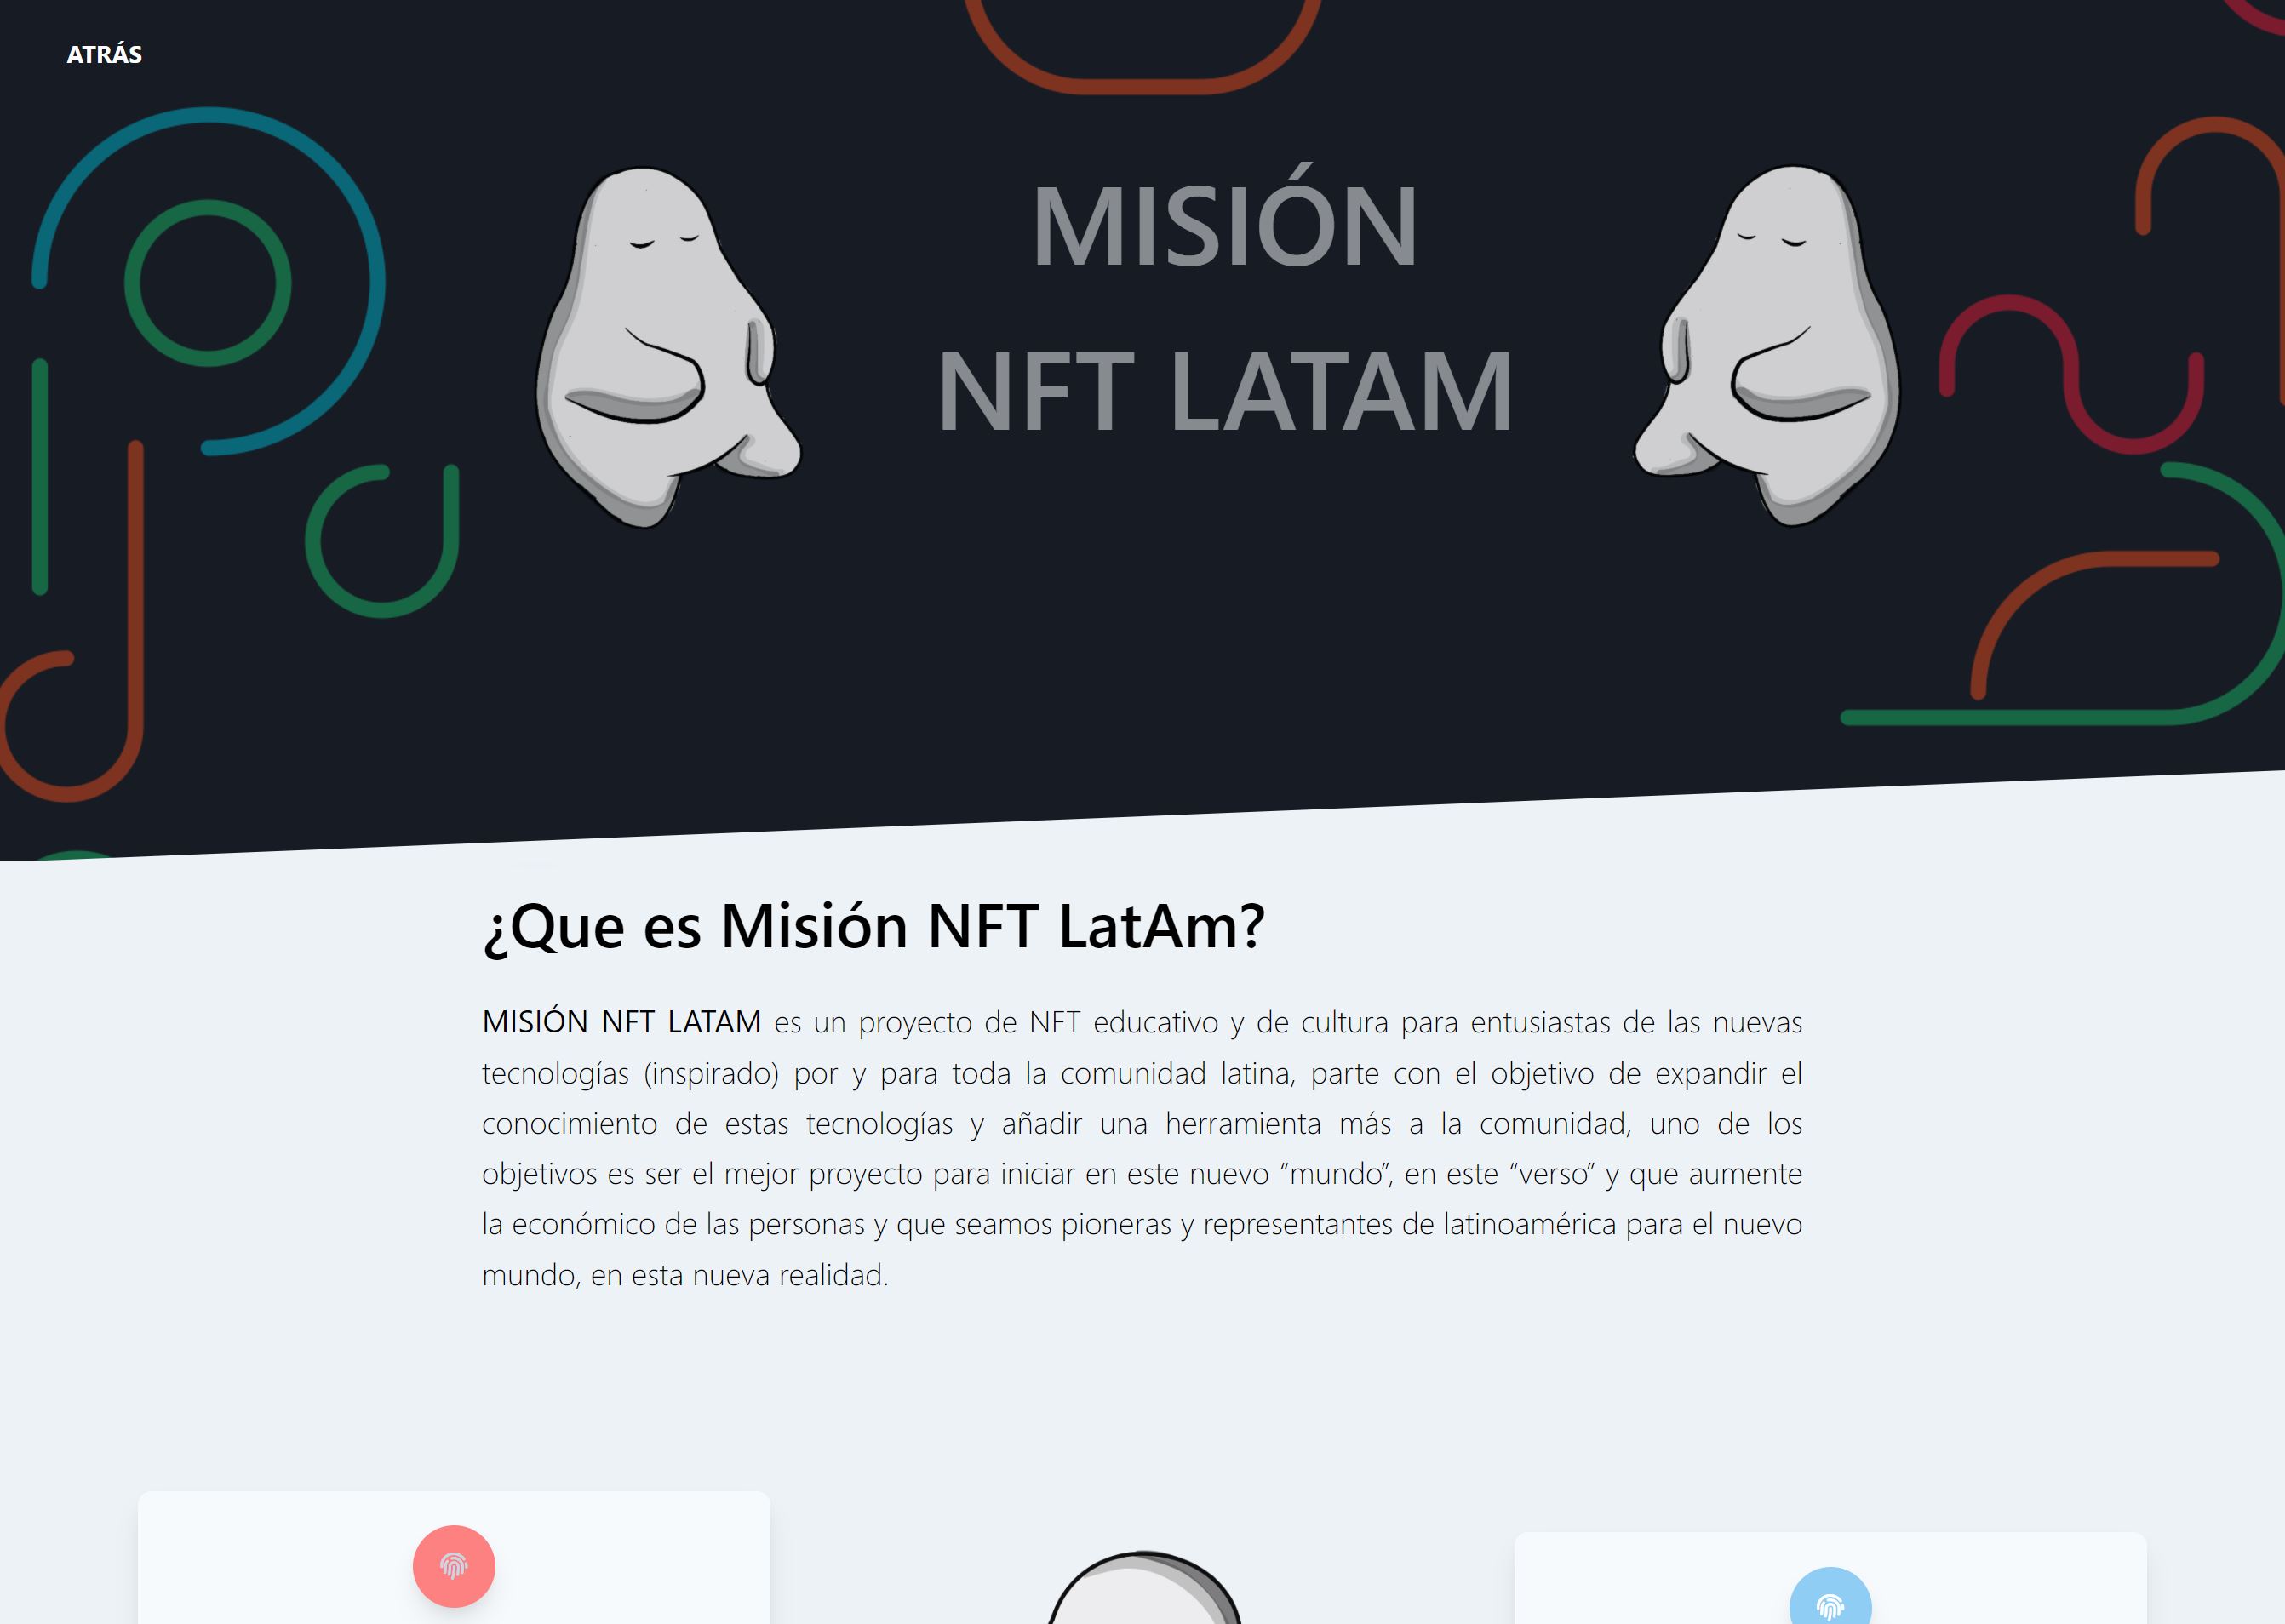 ATRÁS
MISIÓN
NFT LATAM
¿Que es Misión NFT LatAm?
MISIÓN NFT LATAM es un proyecto de NFT educativo y de cultura para entusiastas de las nuevas
tecnologías (inspirado) por y para toda la comunidad latina, parte con el objetivo de expandir el
conocimiento de estas tecnologías y añadir una herramienta más a la comunidad, uno de los
objetivos es ser el mejor proyecto para iniciar en este nuevo “mundo”, en este “verso” y que aumente
la económico de las personas y que seamos pioneras y representantes de latinoamérica para el nuevo
mundo, en esta nueva realidad.